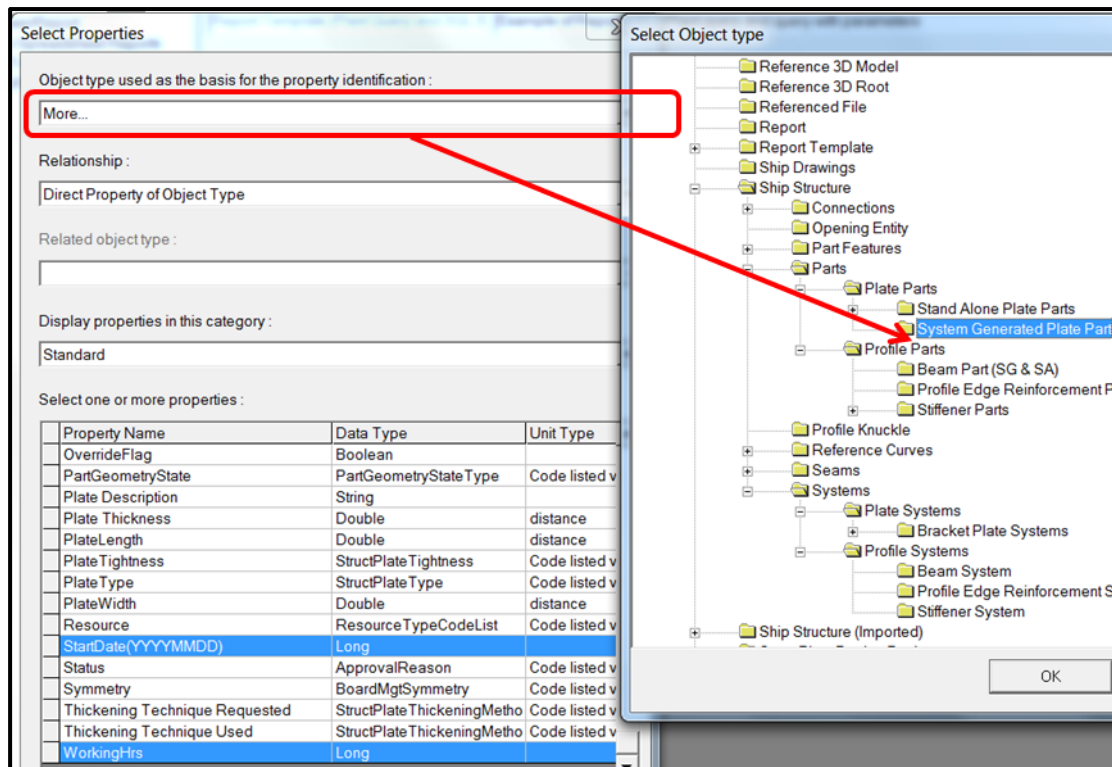 Select Properties
Object type used as the basis for the property identification :
More...
Relationship :
Direct Property of Object Type
Related object type :
Display properties in this category :
Standard
Select one or more properties :
Property Name Data Type Unit Type
OverrideFlag Boolean
PartGeometryState PartGeometryStateType Code listed v
Plate Description String
Plate Thickness Double distance
PlateLength Double distance
PlateTightness StructPlateTightness Code listed v
PlateType StructPlateType Code listed v
PlateWidth Double distance
Resource ResourceTypeCodeList Code listed v
StartDate(YYYYMMDD) Long
Status ApprovalReason Code listed v
Symmetry BoardMgtSymmetry Code listed v
Thickening Technique Requested StructPlateThickeningMetho Code listed v
Thickening Technique Used StructPlateThickeningMetho Code listed v
WorkingHrs Long
Select Object type
Reference 3D Model
Reference 3D Root
Referenced File
Report
Report Template
Ship Drawings
Ship Structure
Connections
Opening Entity
Part Features
Parts
Plate Parts
Stand Alone Plate Parts
System Generated Plate Part
Profile Parts
Beam Part (SG & SA)
Profile Edge Reinforcement P
Stiffener Parts
Profile Knuckle
Reference Curves
Seams
Systems
Plate Systems
Bracket Plate Systems
Profile Systems
Beam System
Profile Edge Reinforcement S
Stiffener System
Ship Structure (Imported)
OK